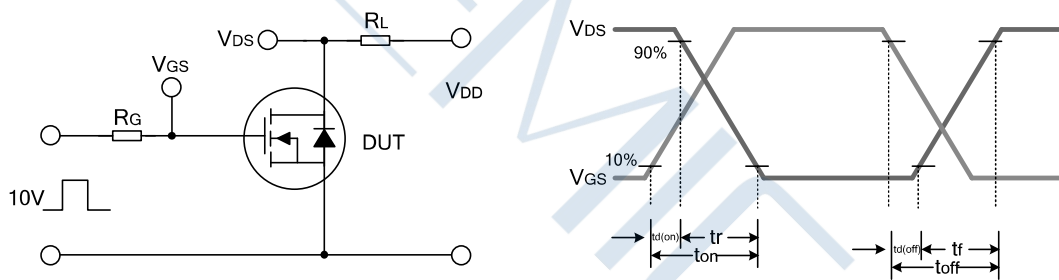 VDS
RL
VGS
VDD
RG
DUT
10V
VDS
90%
10%
VGS
td(on)
tr
ton
td(off)
tf
toff